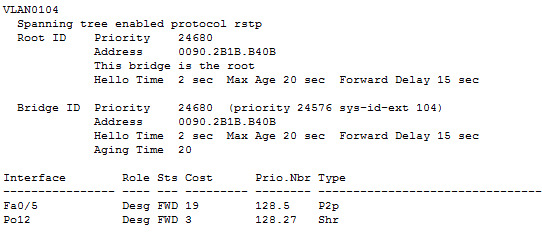 VLAN0104
  Spanning tree enabled protocol rstp
  Root ID    Priority    24680
             Address     0090.2B1B.B40B
             This bridge is the root
             Hello Time  2 sec  Max Age 20 sec  Forward Delay 15 sec

  Bridge ID  Priority    24680  (priority 24576 sys-id-ext 104)
             Address     0090.2B1B.B40B
             Hello Time  2 sec  Max Age 20 sec  Forward Delay 15 sec
             Aging Time  20

Interface        Role Sts Cost      Prio.Nbr Type
---------------- ---- --- --------- -------- --------------------------------
Fa0/5            Desg FWD 19        128.5    P2p
Po12             Desg FWD 3         128.27   Shr